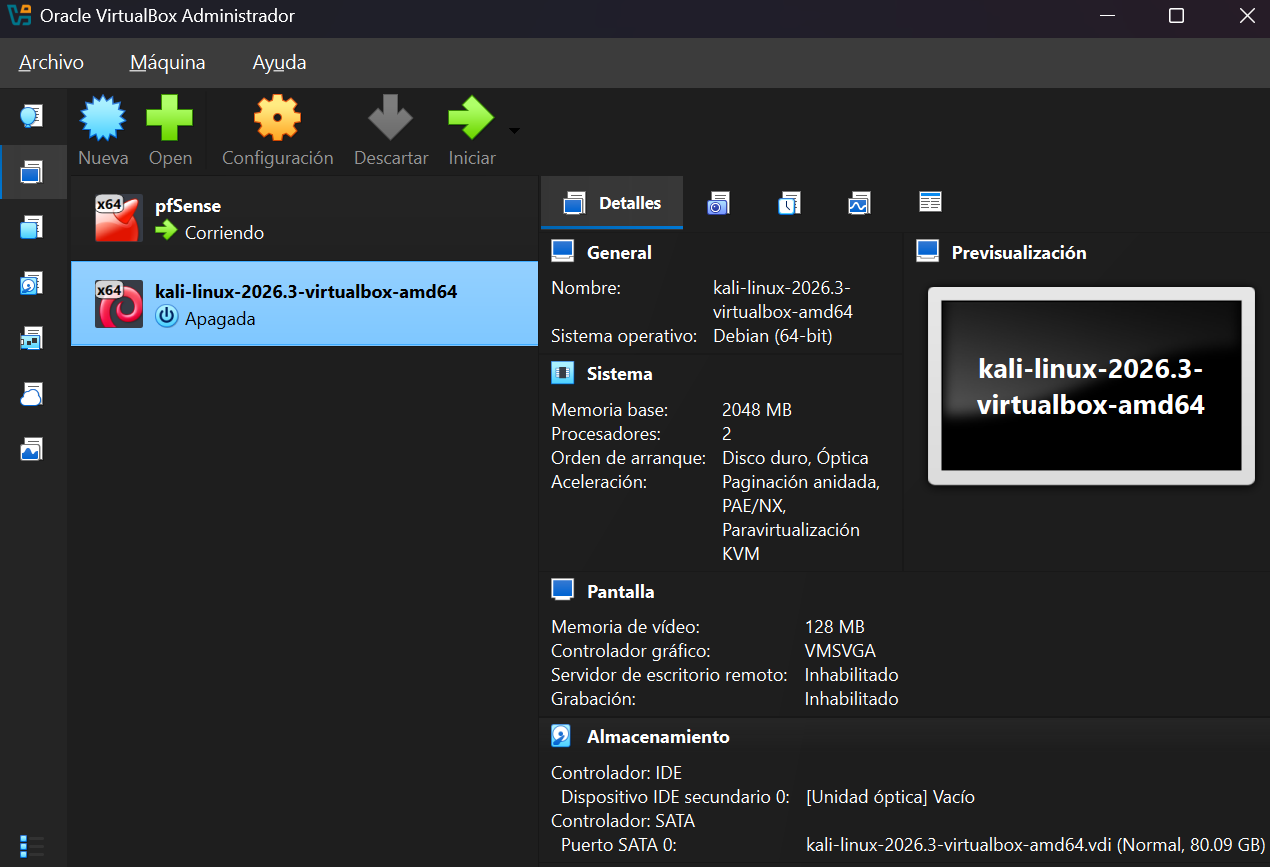 Oracle VirtualBox Administrador
Archivo Máquina Ayuda
Nueva Open Configuración Descartar Iniciar
x64
pfSense
Corriendo
x64
kali-linux-2026.3-virtualbox-amd64
Apagada
Detalles
General
Nombre: kali-linux-2026.3-
virtualbox-amd64
Sistema operativo: Debian (64-bit)
Previsualización
kali-linux-2026.3-
virtualbox-amd64
Sistema
Memoria base: 2048 MB
Procesadores: 2
Orden de arranque: Disco duro, Óptica
Aceleración: Paginación anidada,
PAE/NX,
Paravirtualización
KVM
Pantalla
Memoria de vídeo: 128 MB
Controlador gráfico: VMSVGA
Servidor de escritorio remoto: Inhabilitado
Grabación: Inhabilitado
Almacenamiento
Controlador: IDE
Dispositivo IDE secundario 0: [Unidad óptica] Vacío
Controlador: SATA
Puerto SATA 0: kali-linux-2026.3-virtualbox-amd64.vdi (Normal, 80.09 GB)